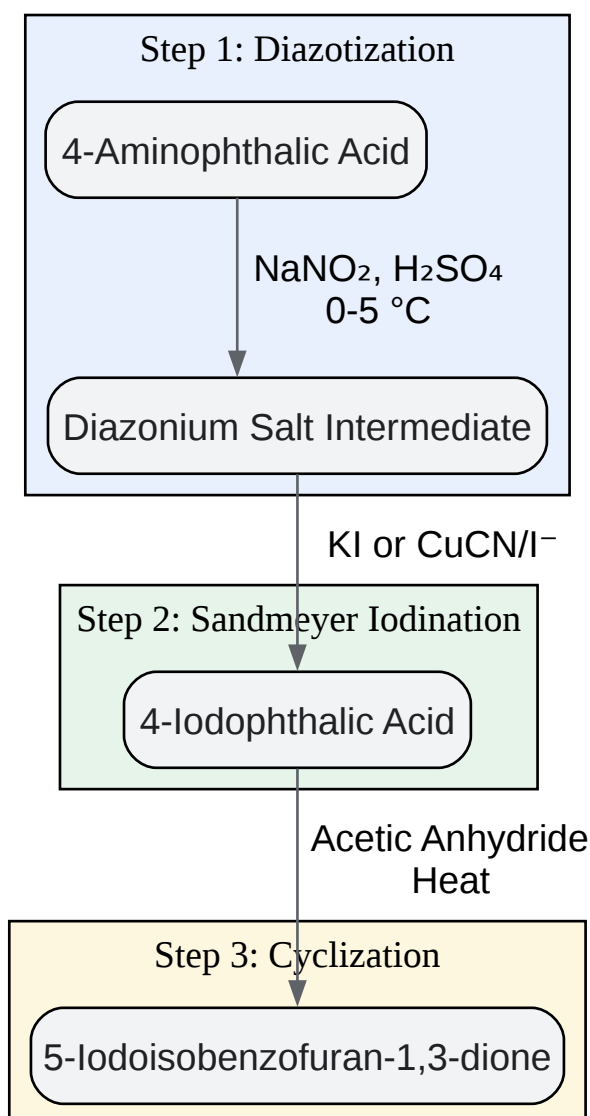 Step 1: Diazotization
4-Aminophthalic Acid
NaNO₂, H₂SO₄
0-5 °C
Diazonium Salt Intermediate
KI or CuCN/I⁻
Step 2: Sandmeyer Iodination
4-Iodophthalic Acid
Acetic Anhydride
Heat
Step 3: Cyclization
5-Iodoisobenzofuran-1,3-dione